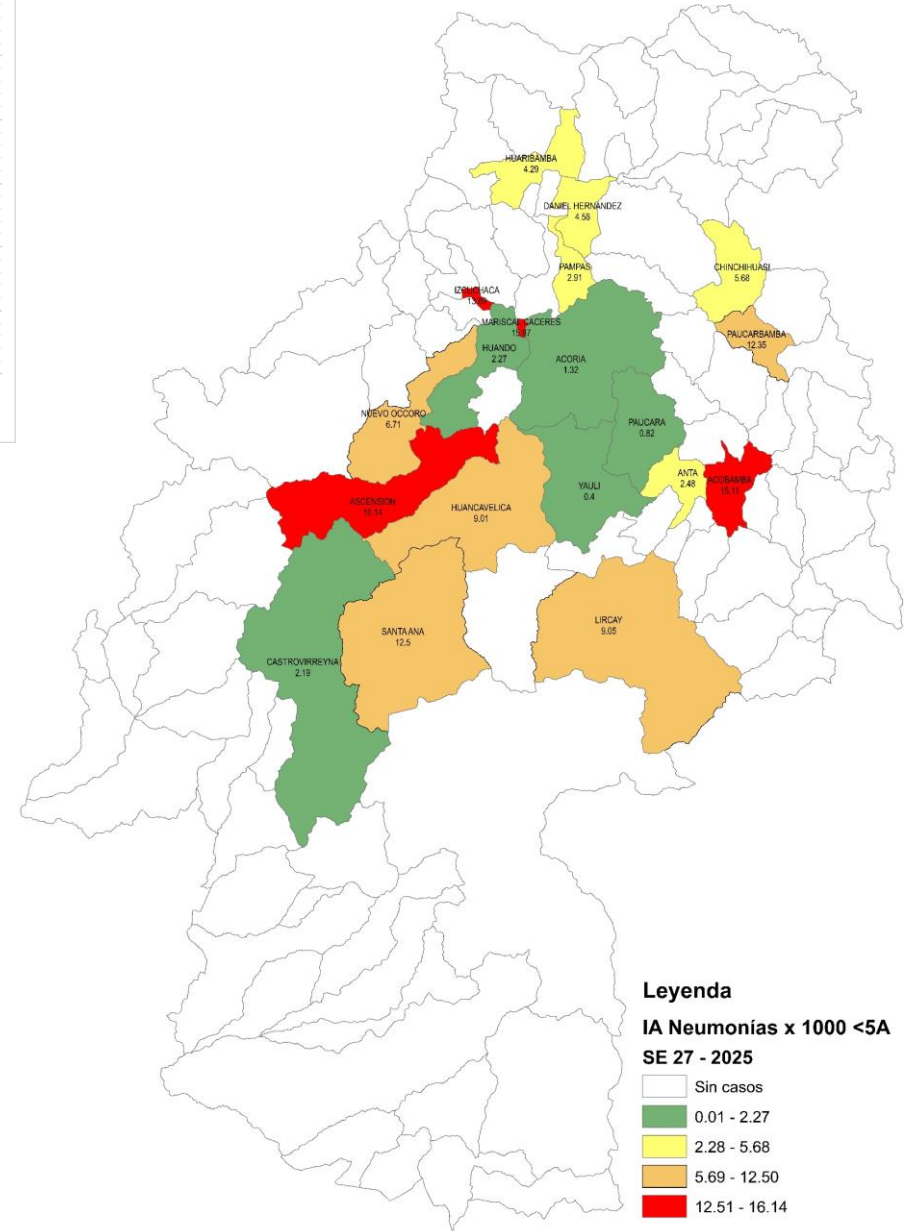 HUARIBAMBA
4.29
DANIEL HERNANDEZ
4.58
PAMPAS
2.91
CHINCHIHUASI
5.68
IZCUCHACA
MARISCAL CACERES
HUANDO
2.27
ACORIA
1.32
PAUCARBAMBA
12.35
NUEVO OCCORO
6.71
PAUCARA
0.82
ANTA
2.48
ACOBAMBA
15.11
YAULI
0.4
ASCENSION
16.14
HUANCAVELICA
9.01
SANTA ANA
12.5
LIRCAY
9.05
CASTROVIRREYNA
2.19
Leyenda
IA Neumonías x 1000 <5A
SE 27 - 2025
Sin casos
0.01 - 2.27
2.28 - 5.68
5.69 - 12.50
12.51 - 16.14